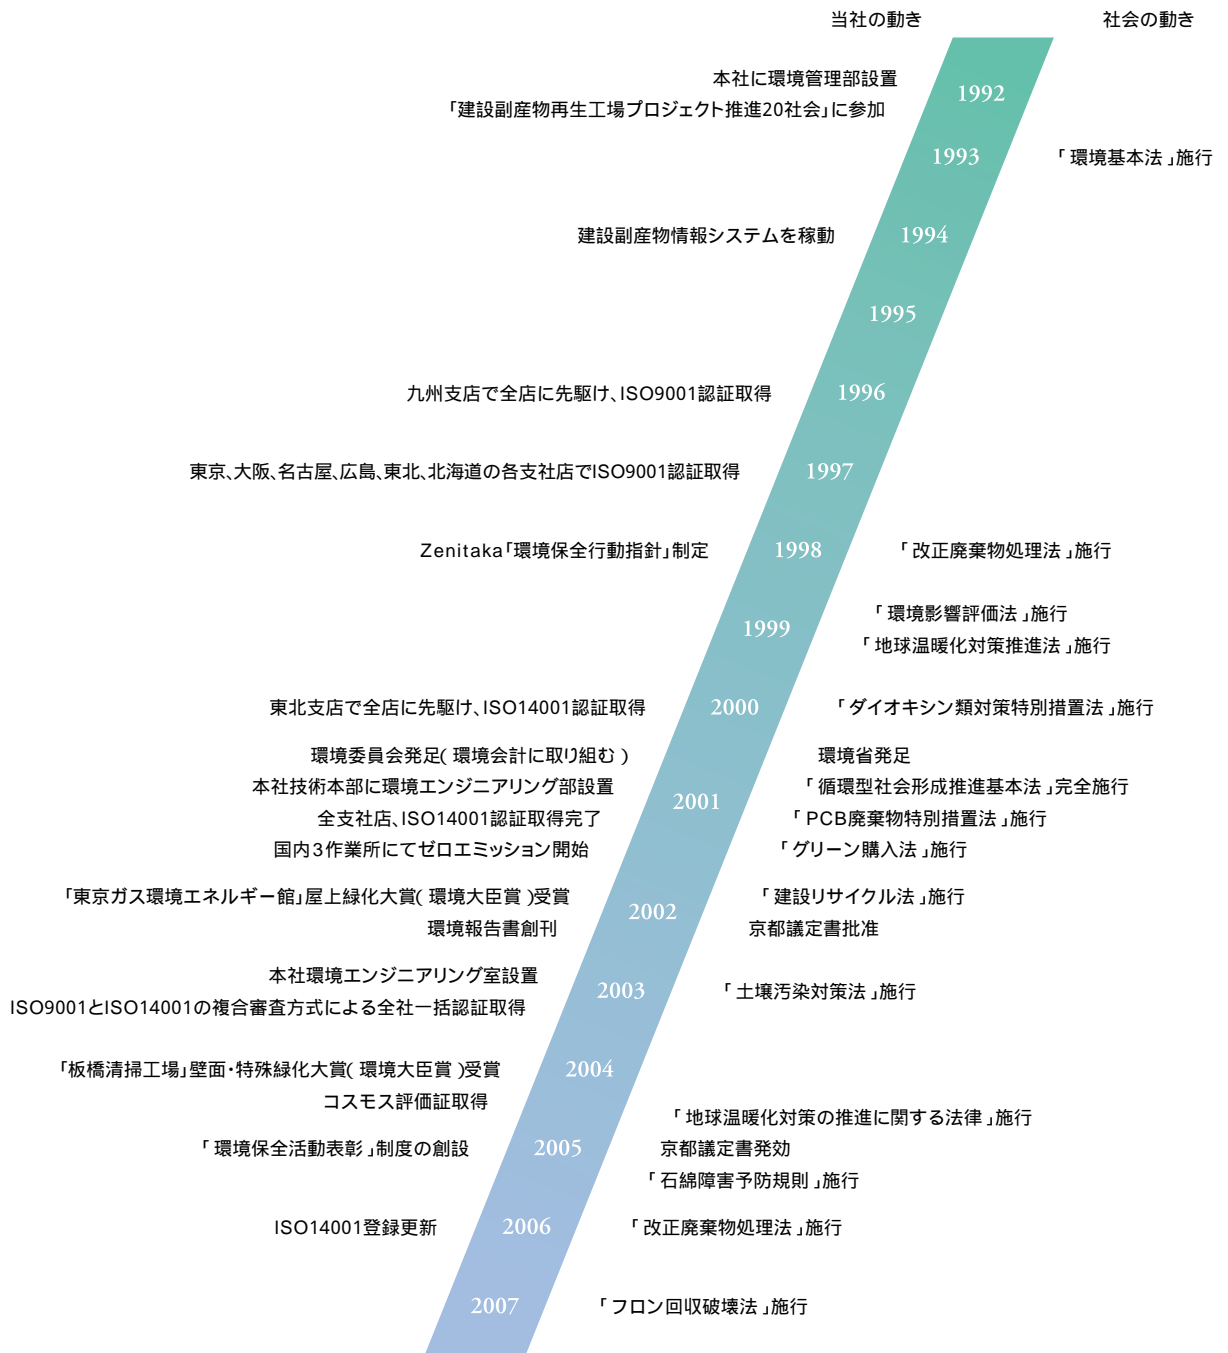 当社の動き 社会の動き
本社に環境管理部設置
1992
「建設副産物再生工場プロジェクト推進20社会」に参加
1993 「環境基本法」施行
建設副産物情報システムを稼動 1994
1995
九州支店で全店に先駆け、ISO9001認証取得 1996
東京、大阪、名古屋、広島、東北、北海道の各支社店でISO9001認証取得 1997
Zenitaka「環境保全行動指針」制定 1998 「改正廃棄物処理法」施行
「環境影響評価法」施行
1999
「地球温暖化対策推進法」施行
東北支店で全店に先駆け、ISO14001認証取得 2000 「ダイオキシン類対策特別措置法」施行
環境委員会発足(環境会計に取り組む) 環境省発足
本社技術本部に環境エンジニアリング部設置 「循環型社会形成推進基本法」完全施行
2001
全支社店、ISO14001認証取得完了 「PCB廃棄物特別措置法」施行
国内3作業所にてゼロエミッション開始 「グリーン購入法」施行
「東京ガス環境エネルギー館」屋上緑化大賞(環境大臣賞)受賞 「建設リサイクル法」施行
2002
環境報告書創刊 京都議定書批准
本社環境エンジニアリング室設置
2003 「土壌汚染対策法」施行
ISO9001とISO14001の複合審査方式による全社一括認証取得
「板橋清掃工場」壁面・特殊緑化大賞(環境大臣賞)受賞 2004
コスモス評価証取得
「地球温暖化対策の推進に関する法律」施行
「環境保全活動表彰」制度の創設 2005 京都議定書発効
「石綿障害予防規則」施行
ISO14001登録更新 2006 「改正廃棄物処理法」施行
2007 「フロン回収破壊法」施行